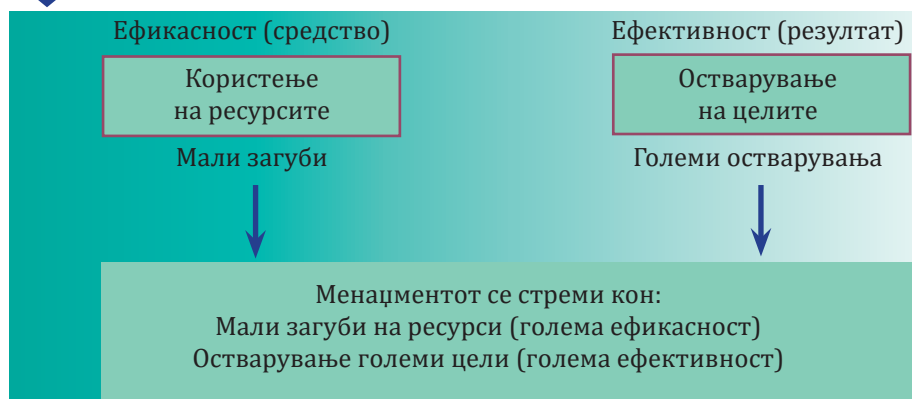 Ефикасност (средство)
Користење
на ресурсите
Мали загуби
Ефективност (резултат)
Остварување
на целите
Големи остварувања
Менаџментот се стреми кон:
Мали загуби на ресурси (голема ефикасност)
Остварување големи цели (голема ефективност)